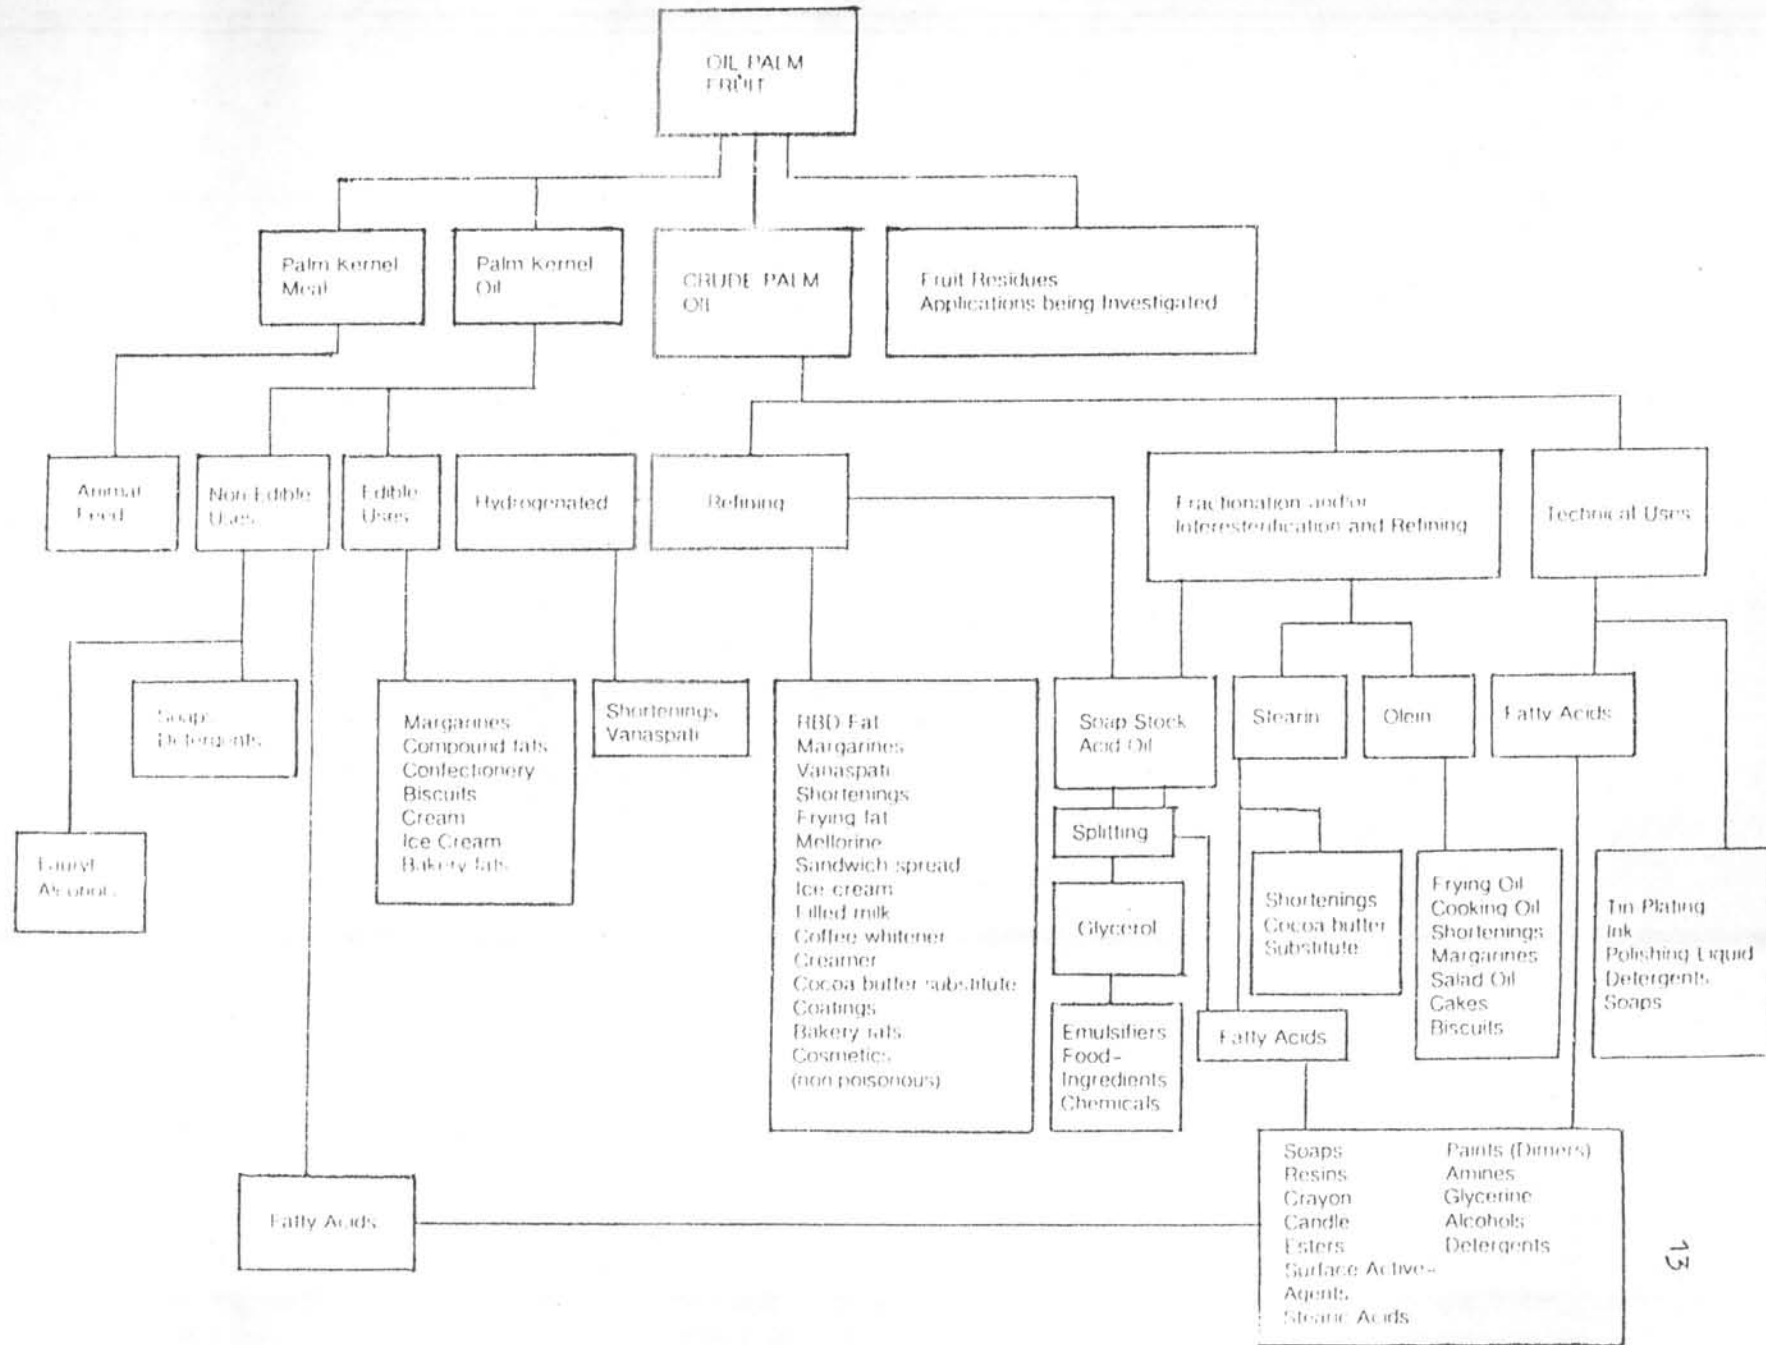 OIL PALM
FRUIT
Palm Kernel
Meal
Palm Kernel
Oil
CRUDE PALM
OIL
Fruit Residues
Applications being Investigated
Animal
Feed
Non Edible
Uses
Edible
Uses
Hydrogenated
Refining
Fractionation and/or
Interesterification and Refining
Technical Uses
Soaps
Detergents
Margarines
Compound fats
Confectionery
Biscuits
Cream
Ice Cream
Bakery fats
Shortenings
Vanaspati
RBD Fat
Margarines
Vanaspati
Shortenings
Frying fat
Mellorine
Sandwich spread
Ice cream
Filled milk
Coffee whitener
Creamer
Cocoa butter substitute
Coatings
Bakery fats
Cosmetics
(non poisonous)
Soap Stock
Acid Oil
Stearin
Olein
Fatty Acids
Splitting
Lauryl
Alcohols
Glycerol
Shortenings
Cocoa butter
Substitute
Frying Oil
Cooking Oil
Shortenings
Margarines
Salad Oil
Cakes
Biscuits
Tin Plating
Ink
Polishing Liquid
Detergents
Soaps
Emulsifiers
Food-
Ingredients
Chemicals
Fatty Acids
Fatty Acids
Soaps
Resins
Crayon
Candle
Esters
Surface Active-
Agents
Stearic Acids
Paints (Dimers)
Amines
Glycerine
Alcohols
Detergents
13